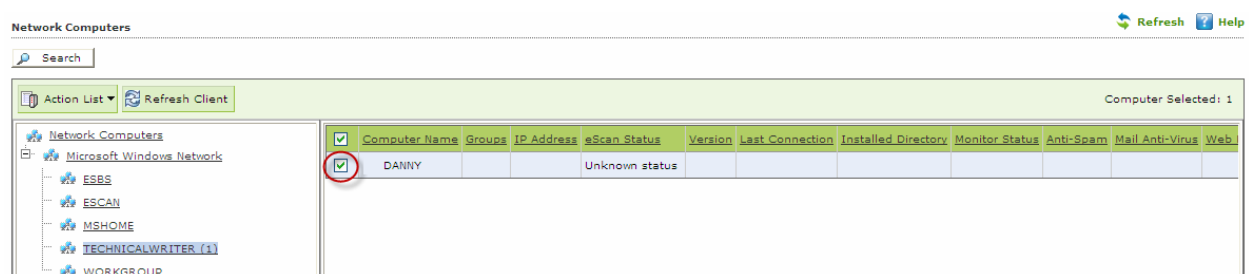 Network Computers
Refresh Help
Search
Action List Refresh Client
Computer Selected: 1
Network Computers
Microsoft Windows Network
ESBS
ESCAN
MSHOME
TECHNICALWRITER (1)
WORKGROUP
Computer Name Groups IP Address eScan Status Version Last Connection Installed Directory Monitor Status Anti-Spam Mail Anti-Virus Web
DANNY Unknown status